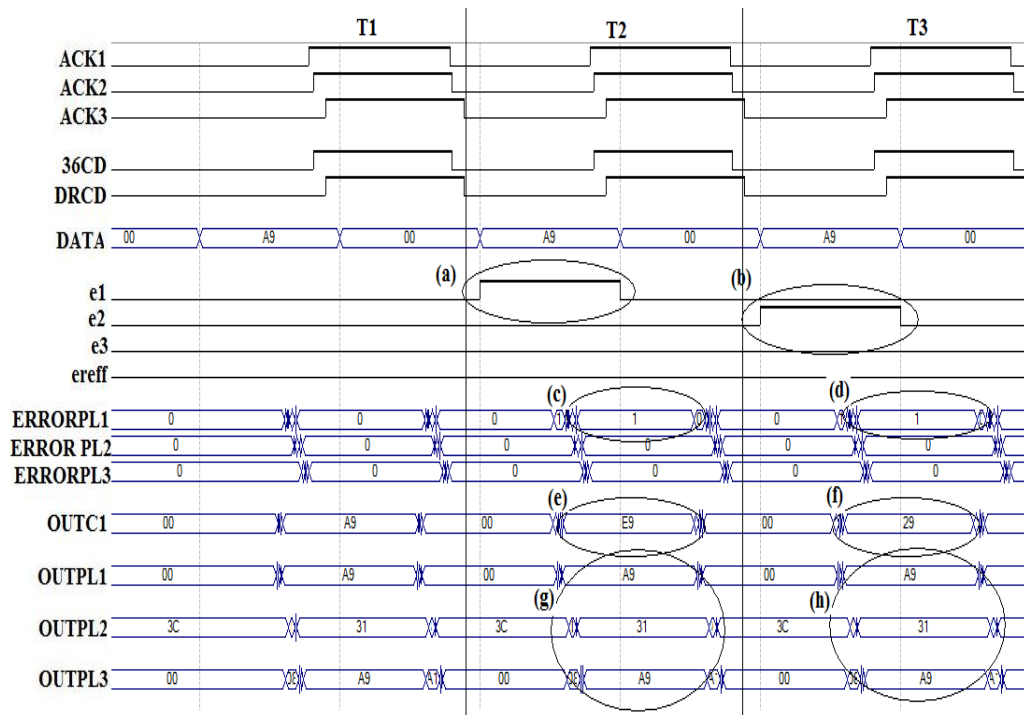 T1 T2 T3
ACK1
ACK2
ACK3
36CD
DRCD
DATA 00 A9 00 A9 00 A9 00
(a) (b)
e1
e2
e3
ereff
(c) (d)
ERRORPL1 0 0 0 1 0 1
ERROR PL2 0 0 0 0 0 0
ERRORPL3 0 0 0 0 0 0
(e) (f)
OUTC1 00 A9 00 E9 00 29
OUTPL1 00 A9 00 A9 00 A9
(g) (h)
OUTPL2 3C 31 3C 31 3C 31
OUTPL3 00 A9 00 A9 00 A9